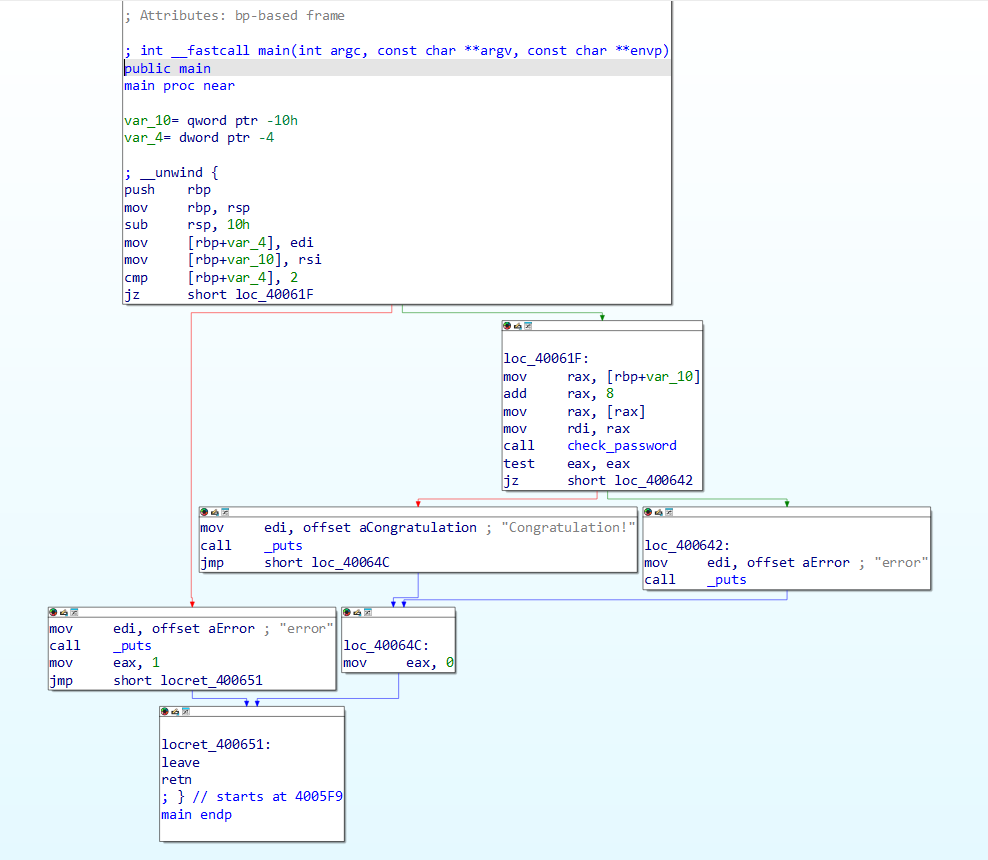 ; Attributes: bp-based frame
; int __fastcall main(int argc, const char **argv, const char **envp)
public main
main proc near
var_10= qword ptr -10h
var_4= dword ptr -4
; __unwind {
push    rbp
mov     rbp, rsp
sub     rsp, 10h
mov     [rbp+var_4], edi
mov     [rbp+var_10], rsi
cmp     [rbp+var_4], 2
jz      short loc_40061F
loc_40061F:
mov     rax, [rbp+var_10]
add     rax, 8
mov     rax, [rax]
mov     rdi, rax
call    check_password
test    eax, eax
jz      short loc_400642
mov     edi, offset aCongratulation ; "Congratulation!"
call    _puts
jmp     short loc_40064C
loc_400642:
mov     edi, offset aError ; "error"
call    _puts
mov     edi, offset aError ; "error"
call    _puts
mov     eax, 1
jmp     short locret_400651
loc_40064C:
mov     eax, 0
locret_400651:
leave
retn
; } // starts at 4005F9
main endp